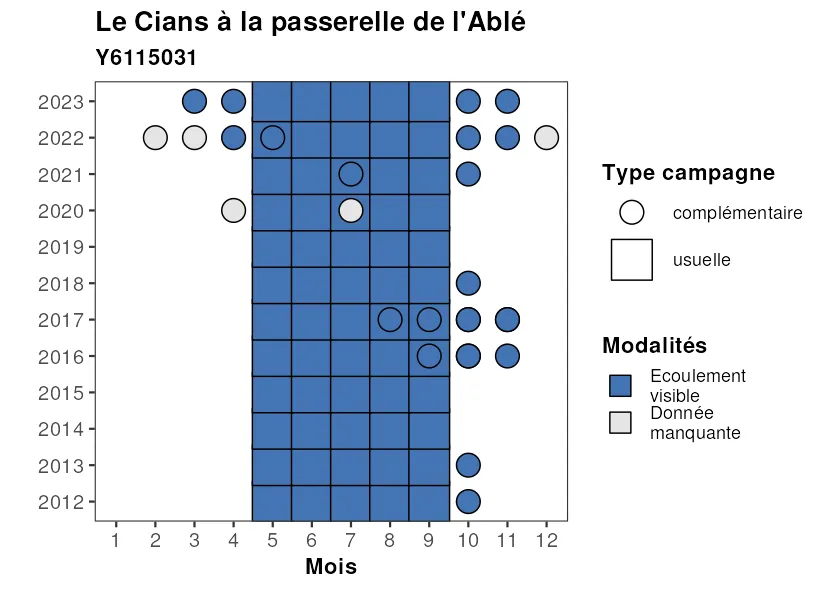 Le Cians à la passerelle de l'Ablé
Y6115031
2023
2022
2021
2020
2019
2018
2017
2016
2015
2014
2013
2012
1 2 3 4 5 6 7 8 9 10 11 12
Mois
Type campagne
complémentaire
usuelle
Modalités
Ecoulement
visible
Donnée
manquante